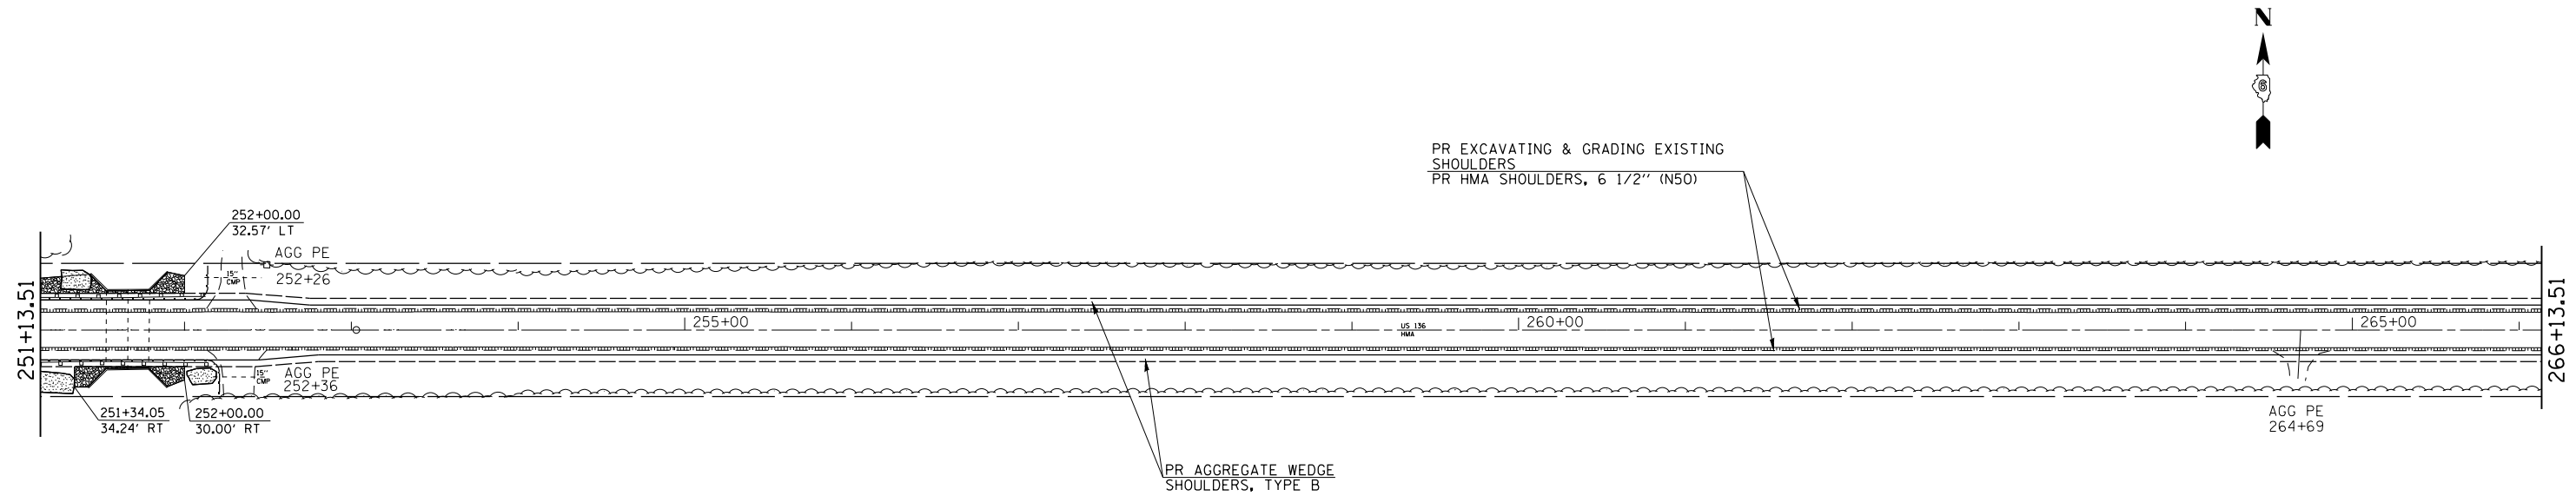 N
6
PR EXCAVATING & GRADING EXISTING
SHOULDERS
PR HMA SHOULDERS, 6 1/2'' (N50)
252+00.00
32.57' LT
AGG PE
252+26
15''
CMP
251+13.51
255+00
US 136
HMA
260+00
265+00
266+13.51
15''
CMP
AGG PE
252+36
251+34.05
34.24' RT
252+00.00
30.00' RT
AGG PE
264+69
PR AGGREGATE WEDGE
SHOULDERS, TYPE B